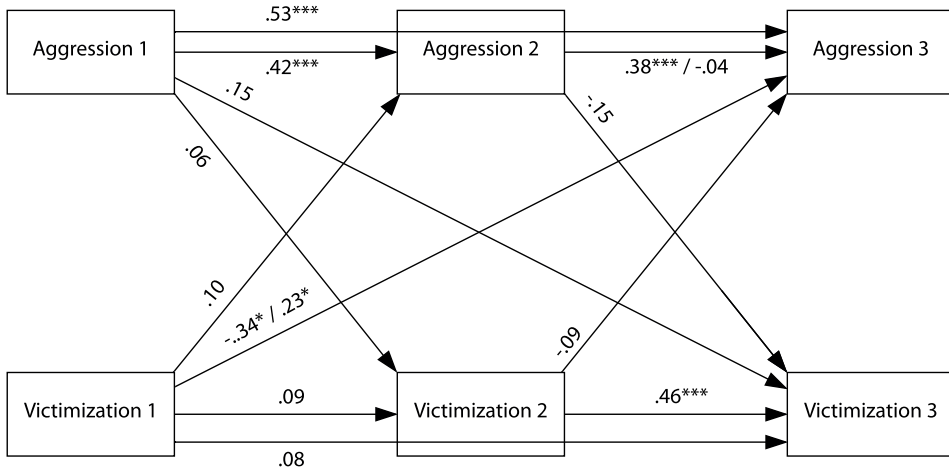 .53***
Aggression 1
Aggression 2
Aggression 3
.42***
.38*** / -.04
.15
-.15
.06
.10
-..34* / .23*
-.09
Victimization 1
.09
Victimization 2
.46***
Victimization 3
.08